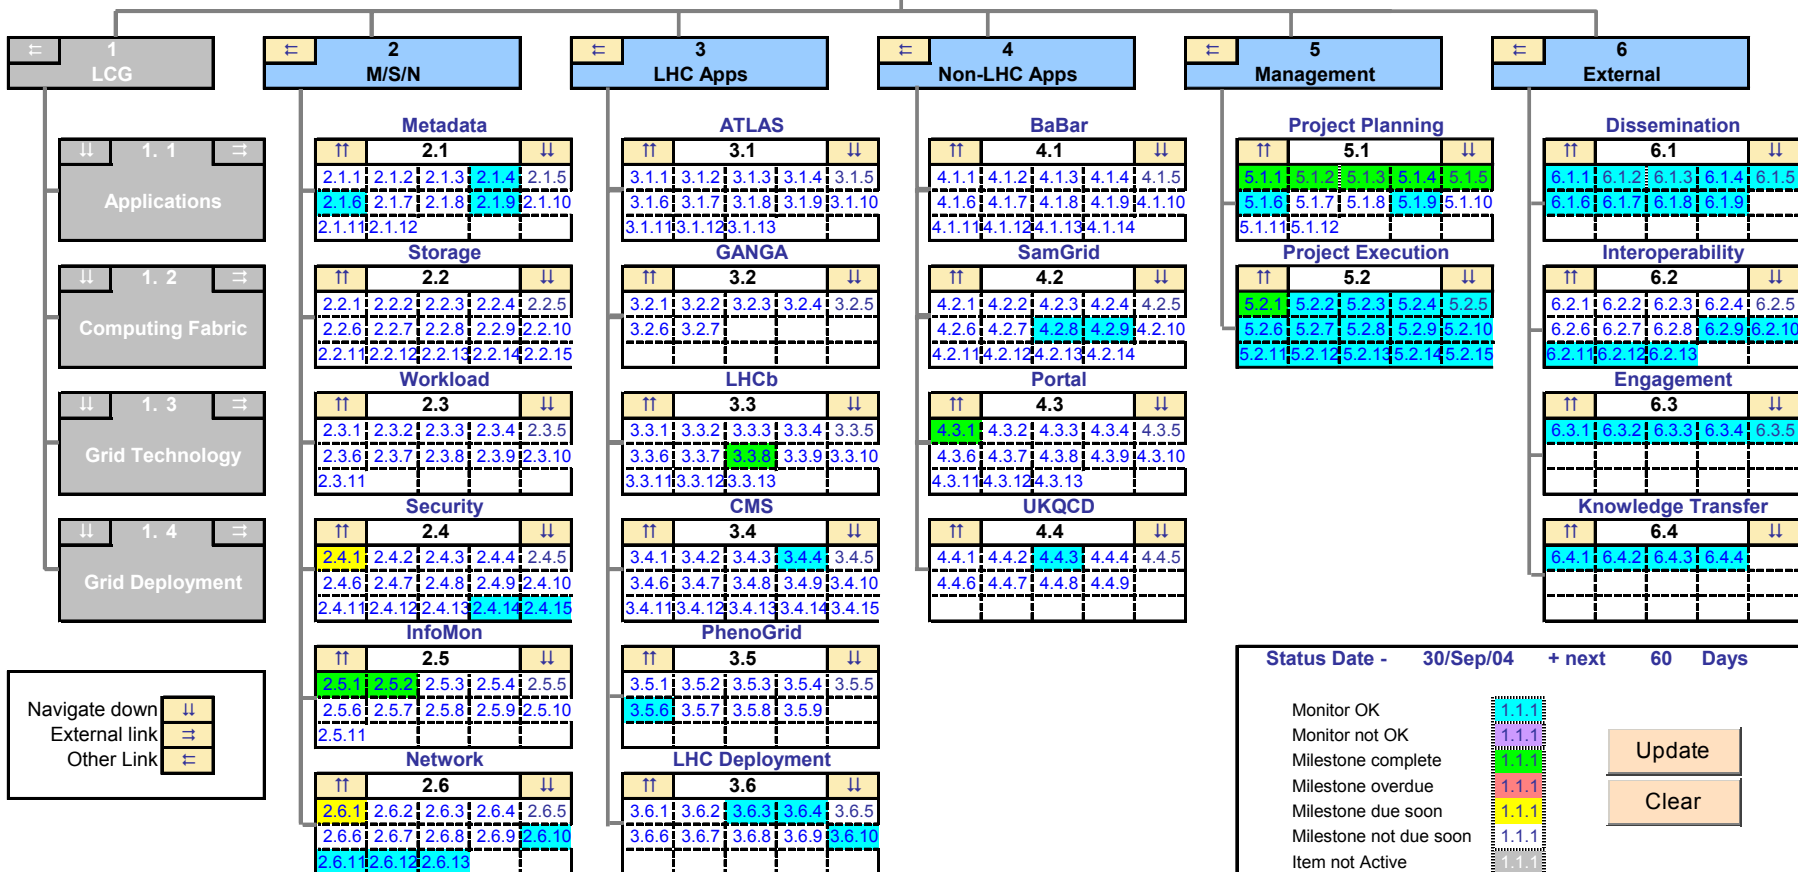 1 2 3 4 5 6
LCG M/S/N LHC Apps Non-LHC Apps Management External
Metadata ATLAS BaBar Project Planning Dissemination
1. 1 2.1 3.1 4.1 5.1 6.1
2.1.1 2.1.2 2.1.3 2.1.4 2.1.5 3.1.1 3.1.2 3.1.3 3.1.4 3.1.5 4.1.1 4.1.2 4.1.3 4.1.4 4.1.5 5.1.1 5.1.2 5.1.3 5.1.4 5.1.5 6.1.1 6.1.2 6.1.3 6.1.4 6.1.5
Applications 2.1.6 2.1.7 2.1.8 2.1.9 2.1.10 3.1.6 3.1.7 3.1.8 3.1.9 3.1.10 4.1.6 4.1.7 4.1.8 4.1.9 4.1.10 5.1.6 5.1.7 5.1.8 5.1.9 5.1.10 6.1.6 6.1.7 6.1.8 6.1.9
2.1.11 2.1.12 3.1.11 3.1.12 3.1.13 4.1.11 4.1.12 4.1.13 4.1.14 5.1.11 5.1.12
Storage GANGA SamGrid Project Execution Interoperability
1. 2 2.2 3.2 4.2 5.2 6.2
2.2.1 2.2.2 2.2.3 2.2.4 2.2.5 3.2.1 3.2.2 3.2.3 3.2.4 3.2.5 4.2.1 4.2.2 4.2.3 4.2.4 4.2.5 5.2.1 5.2.2 5.2.3 5.2.4 5.2.5 6.2.1 6.2.2 6.2.3 6.2.4 6.2.5
Computing Fabric 2.2.6 2.2.7 2.2.8 2.2.9 2.2.10 3.2.6 3.2.7 4.2.6 4.2.7 4.2.8 4.2.9 4.2.10 5.2.6 5.2.7 5.2.8 5.2.9 5.2.10 6.2.6 6.2.7 6.2.8 6.2.9 6.2.10
2.2.11 2.2.12 2.2.13 2.2.14 2.2.15 4.2.11 4.2.12 4.2.13 4.2.14 5.2.11 5.2.12 5.2.13 5.2.14 5.2.15 6.2.11 6.2.12 6.2.13
Workload LHCb Portal Engagement
1. 3 2.3 3.3 4.3 6.3
2.3.1 2.3.2 2.3.3 2.3.4 2.3.5 3.3.1 3.3.2 3.3.3 3.3.4 3.3.5 4.3.1 4.3.2 4.3.3 4.3.4 4.3.5 6.3.1 6.3.2 6.3.3 6.3.4 6.3.5
Grid Technology 2.3.6 2.3.7 2.3.8 2.3.9 2.3.10 3.3.6 3.3.7 3.3.8 3.3.9 3.3.10 4.3.6 4.3.7 4.3.8 4.3.9 4.3.10
2.3.11 3.3.11 3.3.12 3.3.13 4.3.11 4.3.12 4.3.13
Security CMS UKQCD Knowledge Transfer
1. 4 2.4 3.4 4.4 6.4
2.4.1 2.4.2 2.4.3 2.4.4 2.4.5 3.4.1 3.4.2 3.4.3 3.4.4 3.4.5 4.4.1 4.4.2 4.4.3 4.4.4 4.4.5 6.4.1 6.4.2 6.4.3 6.4.4
Grid Deployment 2.4.6 2.4.7 2.4.8 2.4.9 2.4.10 3.4.6 3.4.7 3.4.8 3.4.9 3.4.10 4.4.6 4.4.7 4.4.8 4.4.9
2.4.11 2.4.12 2.4.13 2.4.14 2.4.15 3.4.11 3.4.12 3.4.13 3.4.14 3.4.15
InfoMon PhenoGrid
2.5 3.5
2.5.1 2.5.2 2.5.3 2.5.4 2.5.5 3.5.1 3.5.2 3.5.3 3.5.4 3.5.5
2.5.6 2.5.7 2.5.8 2.5.9 2.5.10 3.5.6 3.5.7 3.5.8 3.5.9
2.5.11
Network LHC Deployment
2.6 3.6
2.6.1 2.6.2 2.6.3 2.6.4 2.6.5 3.6.1 3.6.2 3.6.3 3.6.4 3.6.5
2.6.6 2.6.7 2.6.8 2.6.9 2.6.10 3.6.6 3.6.7 3.6.8 3.6.9 3.6.10
2.6.11 2.6.12 2.6.13
Navigate down ⇊
External link ⇉
Other Link ⇇
Status Date - 30/Sep/04 + next 60 Days
Monitor OK 1.1.1
Monitor not OK 1.1.1
Milestone complete 1.1.1
Milestone overdue 1.1.1
Milestone due soon 1.1.1
Milestone not due soon 1.1.1
Item not Active 1.1.1
Update
Clear